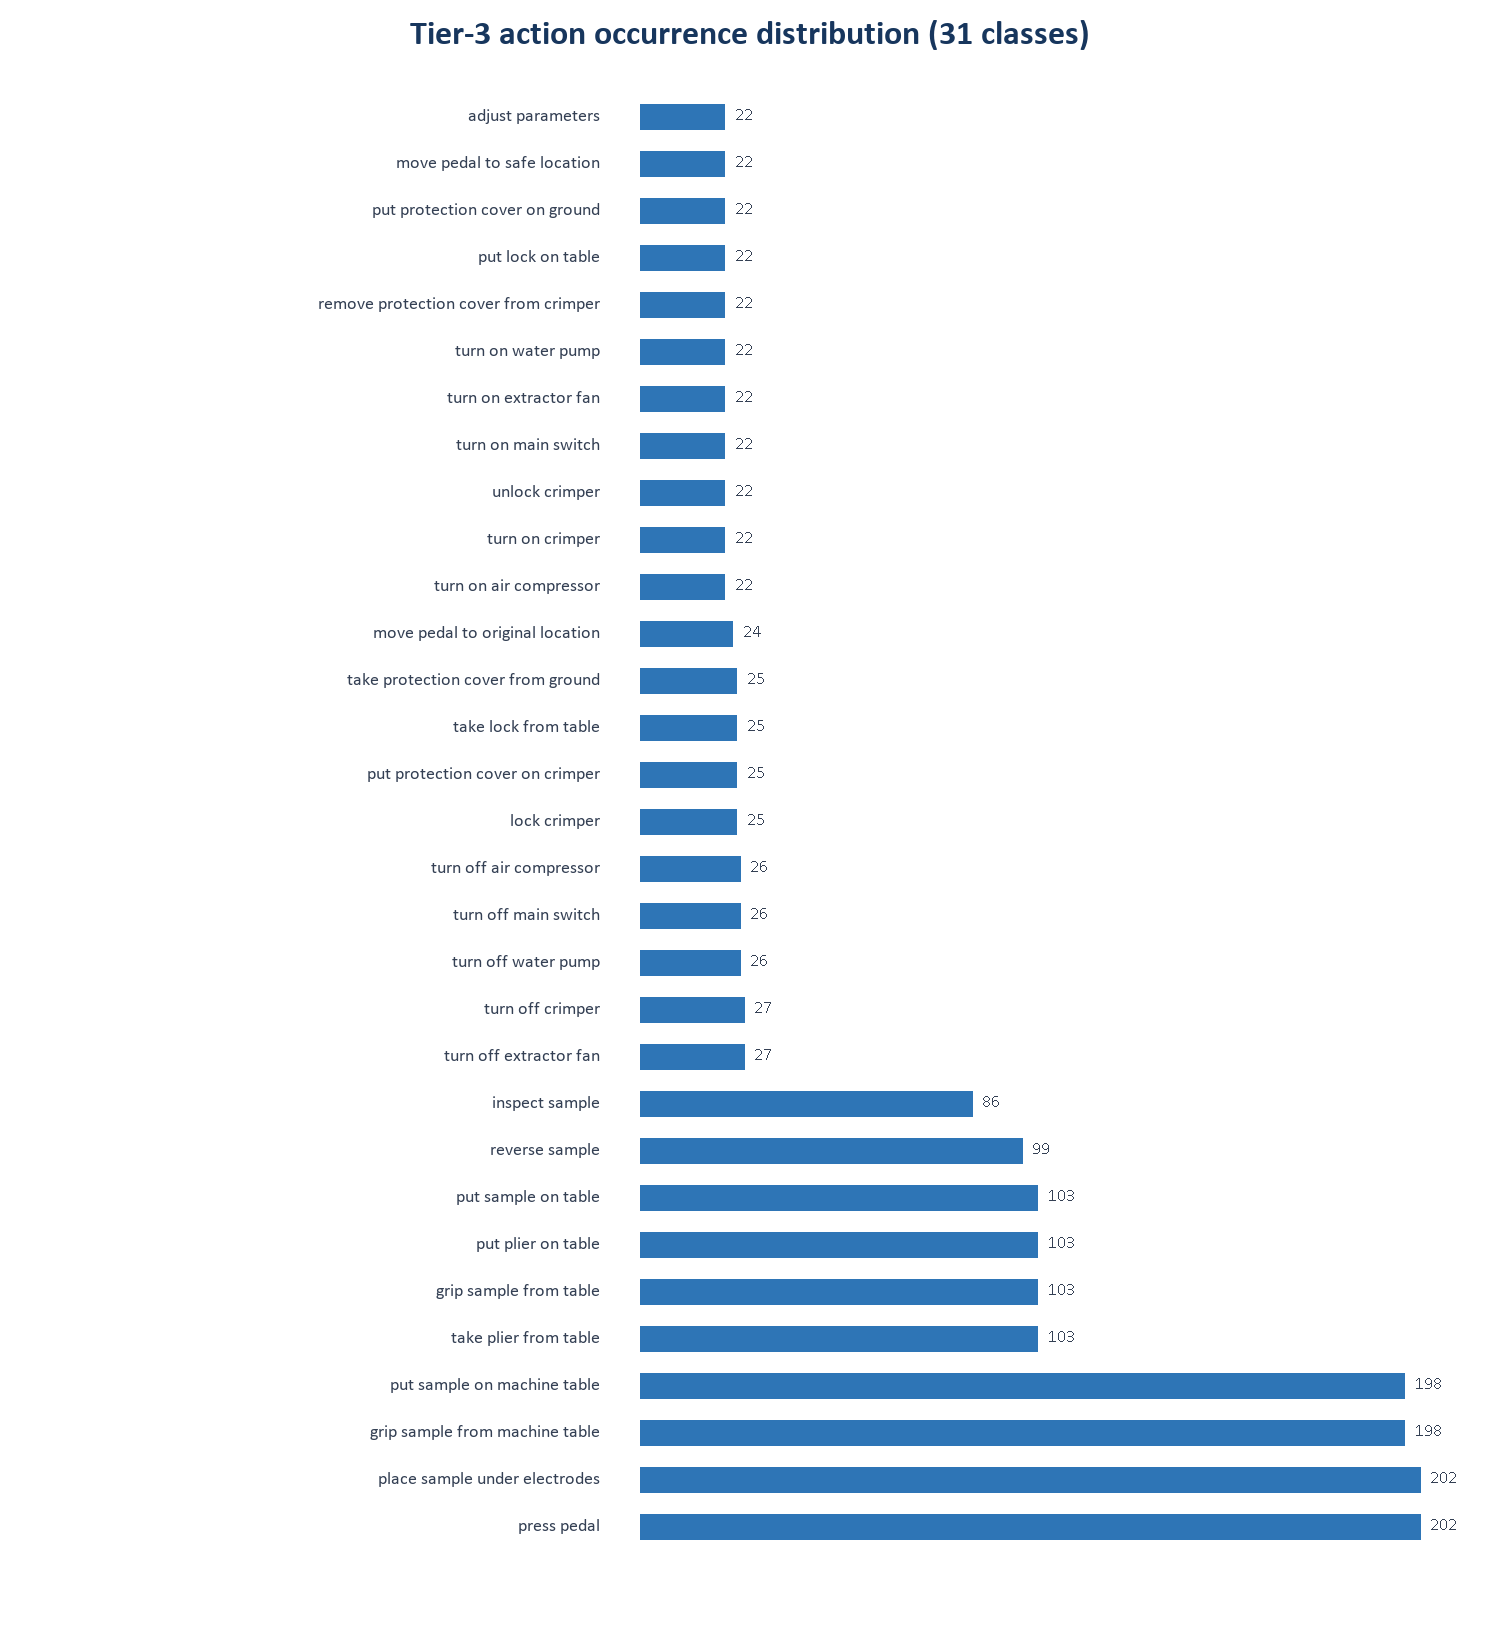 Tier-3 action occurrence distribution (31 classes)
adjust parameters 22
move pedal to safe location 22
put protection cover on ground 22
put lock on table 22
remove protection cover from crimper 22
turn on water pump 22
turn on extractor fan 22
turn on main switch 22
unlock crimper 22
turn on crimper 22
turn on air compressor 22
move pedal to original location 24
take protection cover from ground 25
take lock from table 25
put protection cover on crimper 25
lock crimper 25
turn off air compressor 26
turn off main switch 26
turn off water pump 26
turn off crimper 27
turn off extractor fan 27
inspect sample 86
reverse sample 99
put sample on table 103
put plier on table 103
grip sample from table 103
take plier from table 103
put sample on machine table 198
grip sample from machine table 198
place sample under electrodes 202
press pedal 202